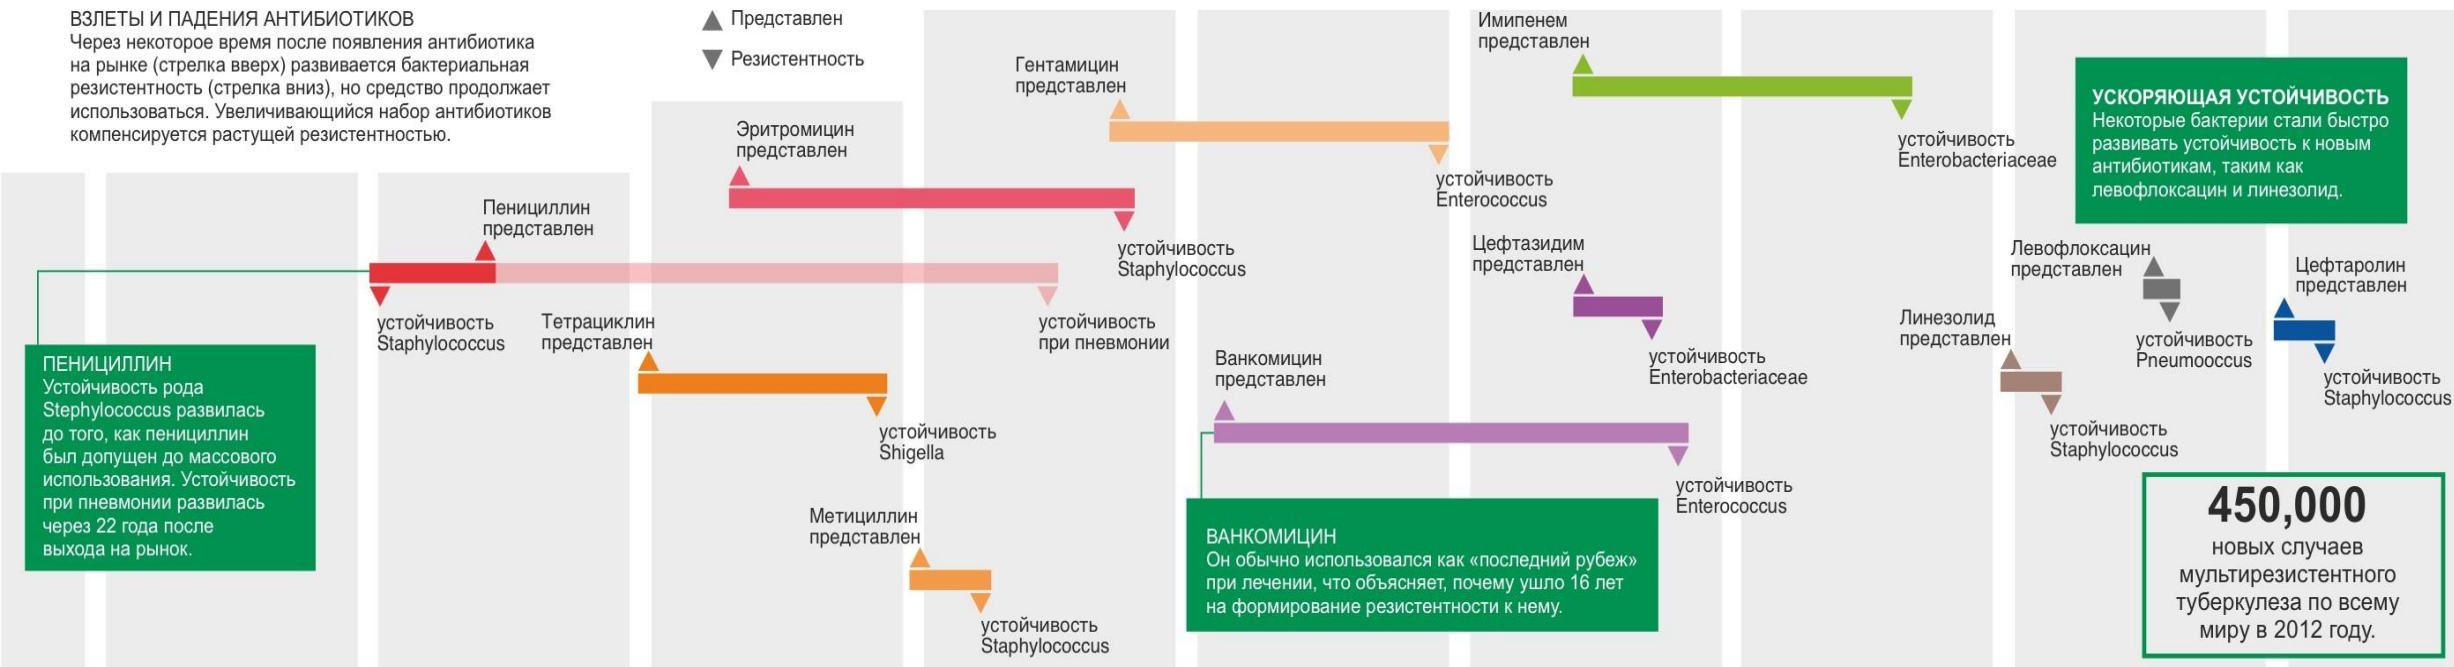 ВЗЛЕТЫ И ПАДЕНИЯ АНТИБИОТИКОВ
Через некоторое время после появления антибиотика
на рынке (стрелка вверх) развивается бактериальная
резистентность (стрелка вниз), но средство продолжает
использоваться. Увеличивающийся набор антибиотиков
компенсируется растущей резистентностью.
Представлен
Резистентность
Пенициллин
представлен
устойчивость
Staphylococcus
устойчивость
при пневмонии
ПЕНИЦИЛЛИН
Устойчивость рода
Stephylococcus развилась
до того, как пенициллин
был допущен до массового
использования. Устойчивость
при пневмонии развилась
через 22 года после
выхода на рынок.
Тетрациклин
представлен
устойчивость
Shigella
Эритромицин
представлен
устойчивость
Staphylococcus
Метициллин
представлен
устойчивость
Staphylococcus
Гентамицин
представлен
устойчивость
Enterococcus
Ванкомицин
представлен
устойчивость
Enterococcus
ВАНКОМИЦИН
Он обычно использовался как «последний рубеж»
при лечении, что объясняет, почему ушло 16 лет
на формирование резистентности к нему.
Имипенем
представлен
устойчивость
Enterobacteriaceae
Цефтазидим
представлен
устойчивость
Enterobacteriaceae
УСКОРЯЮЩАЯ УСТОЙЧИВОСТЬ
Некоторые бактерии стали быстро
развивать устойчивость к новым
антибиотикам, таким как
левофлоксацин и линезолид.
Линезолид
представлен
устойчивость
Staphylococcus
Левофлоксацин
представлен
устойчивость
Pneumooccus
Цефтаролин
представлен
устойчивость
Staphylococcus
450,000
новых случаев
мультирезистентного
туберкулеза по всему
миру в 2012 году.